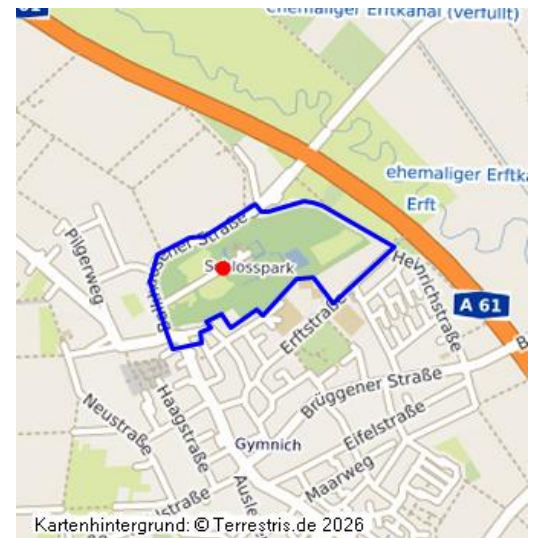 61
ehemaliger Erftkanal (verfüllt)
ehemaliger Erftka
Erft
Pilgerweg
Schlosspark
Heinrichstraße
A 61
Erftstraße
Brüggener Straße
Neustraße
Haagstraße
Gymnich
Eifelstraße
Maarweg
Kartenhintergrund: © Terrestris.de 2026